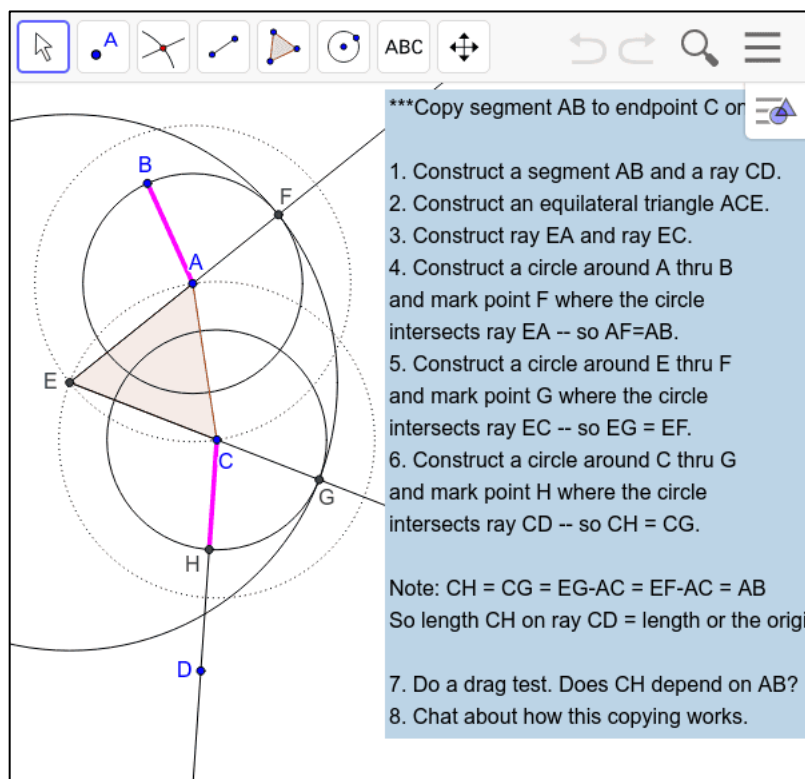 A
ABC
***Copy segment AB to endpoint C on
1. Construct a segment AB and a ray CD.
2. Construct an equilateral triangle ACE.
3. Construct ray EA and ray EC.
4. Construct a circle around A thru B
and mark point F where the circle
intersects ray EA -- so AF=AB.
5. Construct a circle around E thru F
and mark point G where the circle
intersects ray EC -- so EG = EF.
6. Construct a circle around C thru G
and mark point H where the circle
intersects ray CD -- so CH = CG.
Note: CH = CG = EG-AC = EF-AC = AB
So length CH on ray CD = length or the origi
7. Do a drag test. Does CH depend on AB?
8. Chat about how this copying works.
B
F
A
E
C
G
H
D